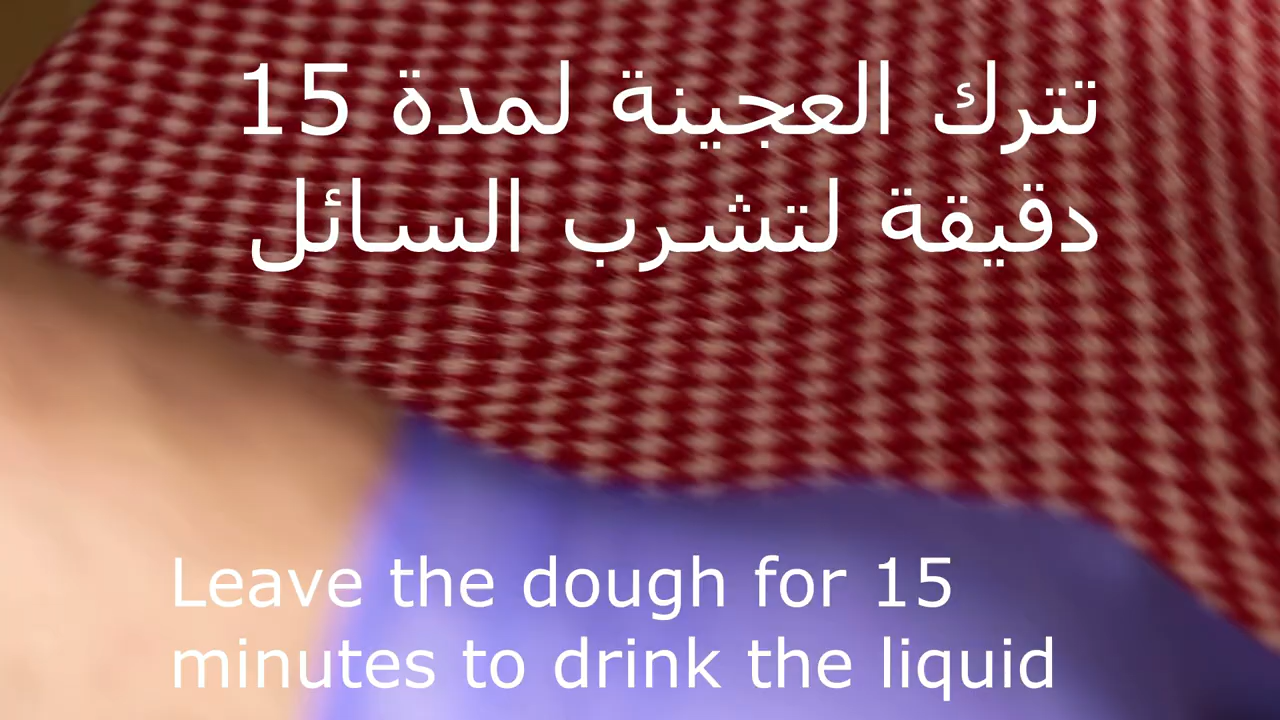 تترك العجينة لمدة 15
دقيقة لتشرب السائل
Leave the dough for 15
minutes to drink the liquid